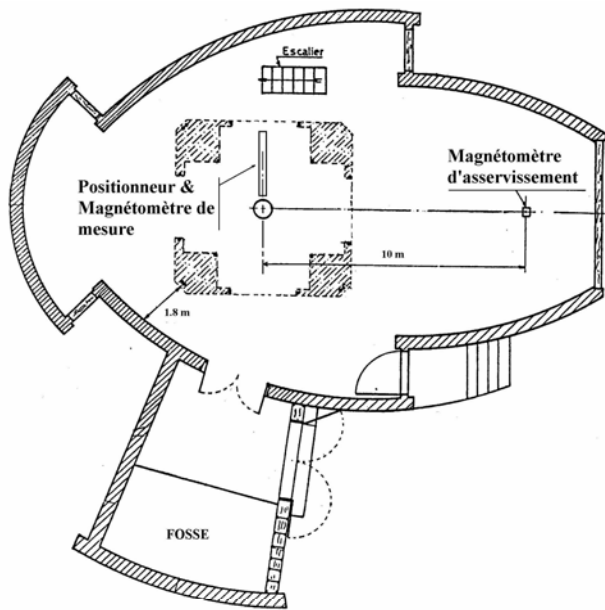 Escalier
Positionneur &
Magnétomètre de
mesure
Magnétomètre
d'asservissement
10 m
1.8 m
FOSSE